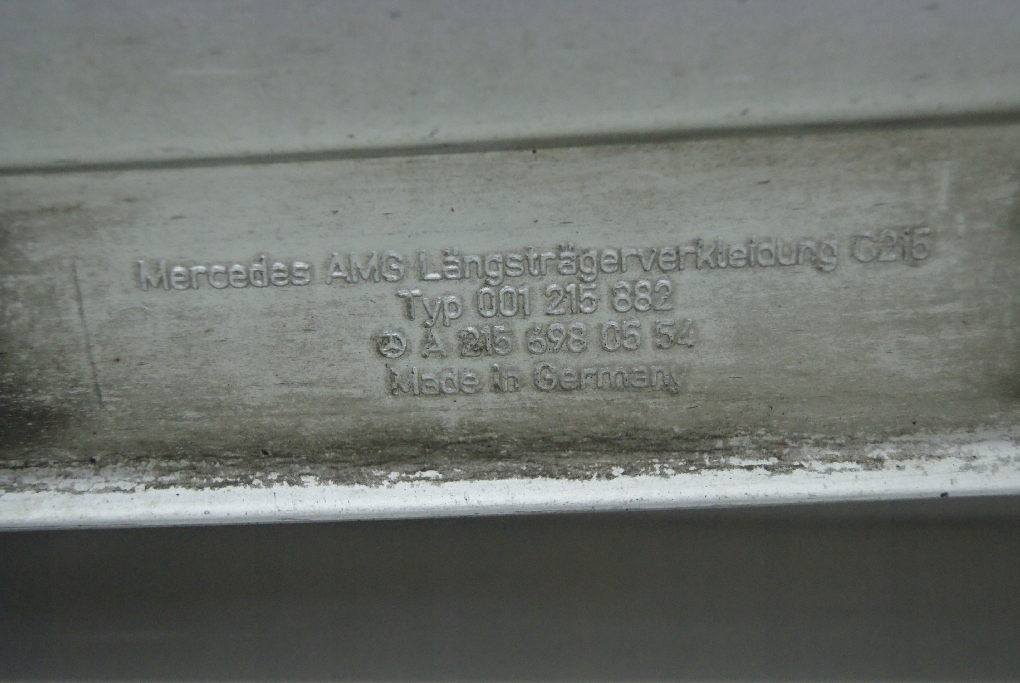 Mercedes AMG Längsträgerverkleidung C215
Typ 001 215 882
A 215 698 05 54
Made in Germany